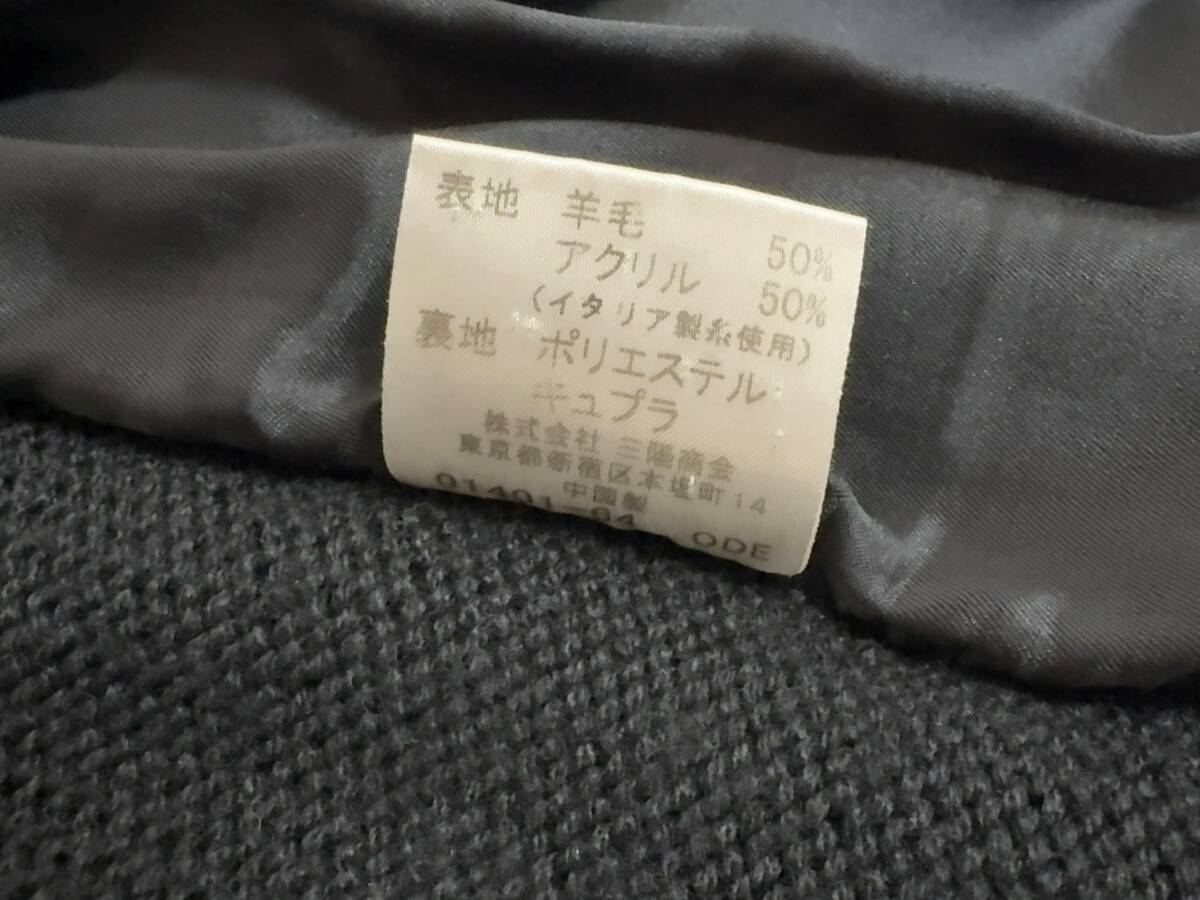 表地 羊毛 50%
アクリル 50%
(イタリア製糸使用)
裏地 ポリエステル
キュプラ
株式会社 三陽商会
東京都新宿区本塩町14
中国製
01401-64 ODE